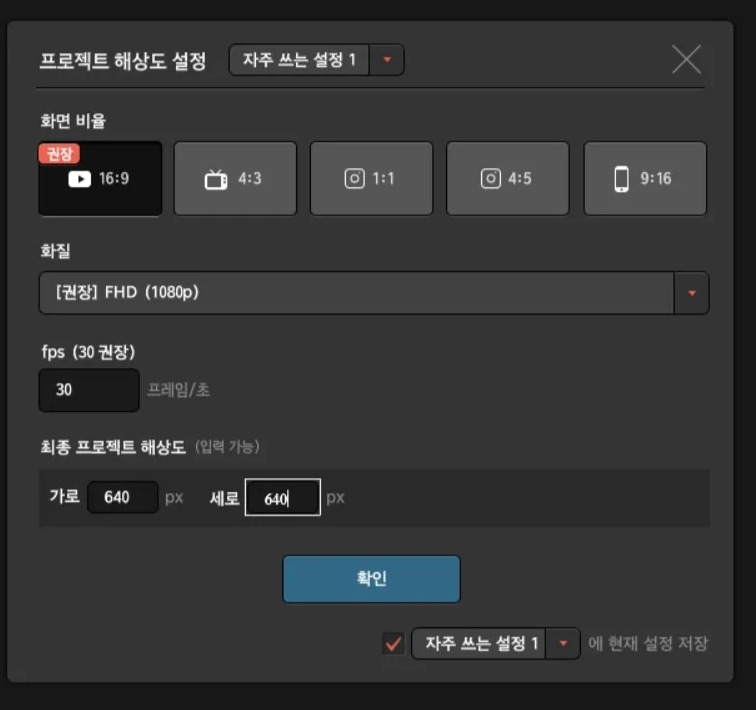 프로젝트 해상도 설정 자주 쓰는 설정 1
화면 비율
권장
16:9 4:3 1:1 4:5 9:16
화질
[권장] FHD (1080p)
fps (30 권장)
30 프레임/초
최종 프로젝트 해상도 (입력 가능)
가로 640 px 세로 640 px
확인
자주 쓰는 설정 1 에 현재 설정 저장